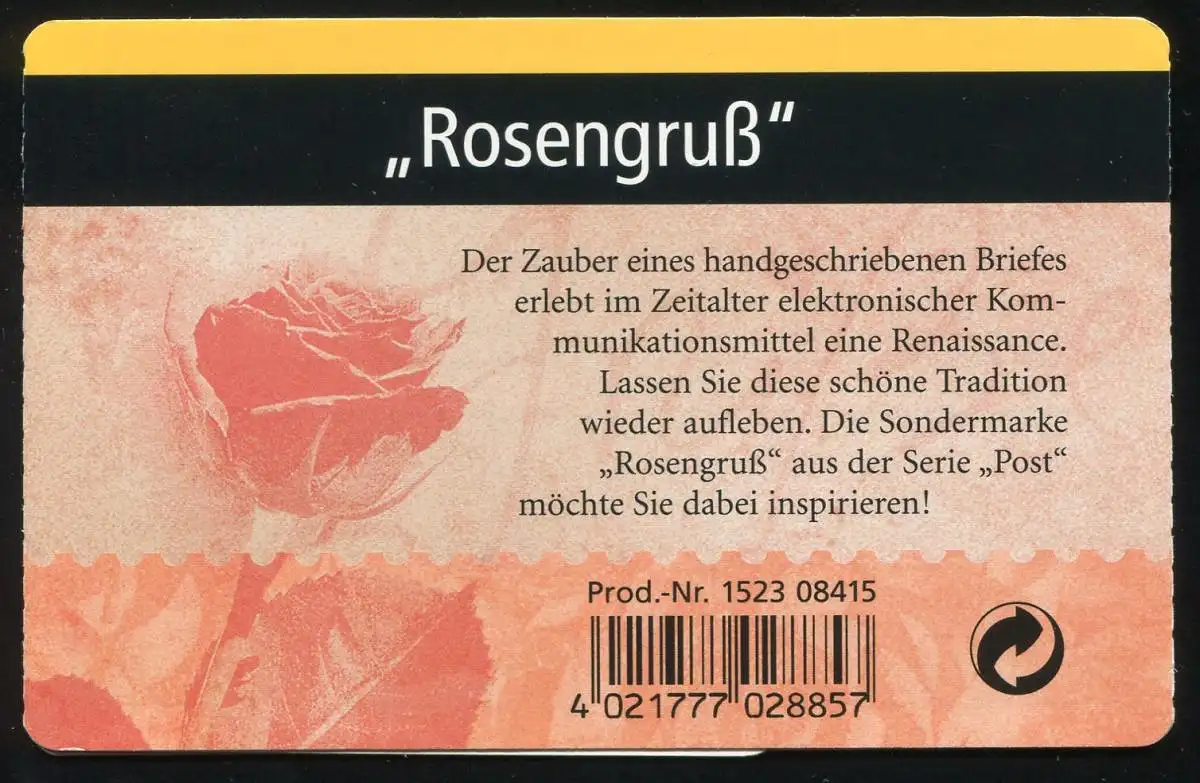 „Rosengruß“
Der Zauber eines handgeschriebenen Briefes
erlebt im Zeitalter elektronischer Kom-
munikationsmittel eine Renaissance.
Lassen Sie diese schöne Tradition
wieder aufleben. Die Sondermarke
„Rosengruß“ aus der Serie „Post“
möchte Sie dabei inspirieren!
Prod.-Nr. 1523 08415
4 021777 028857